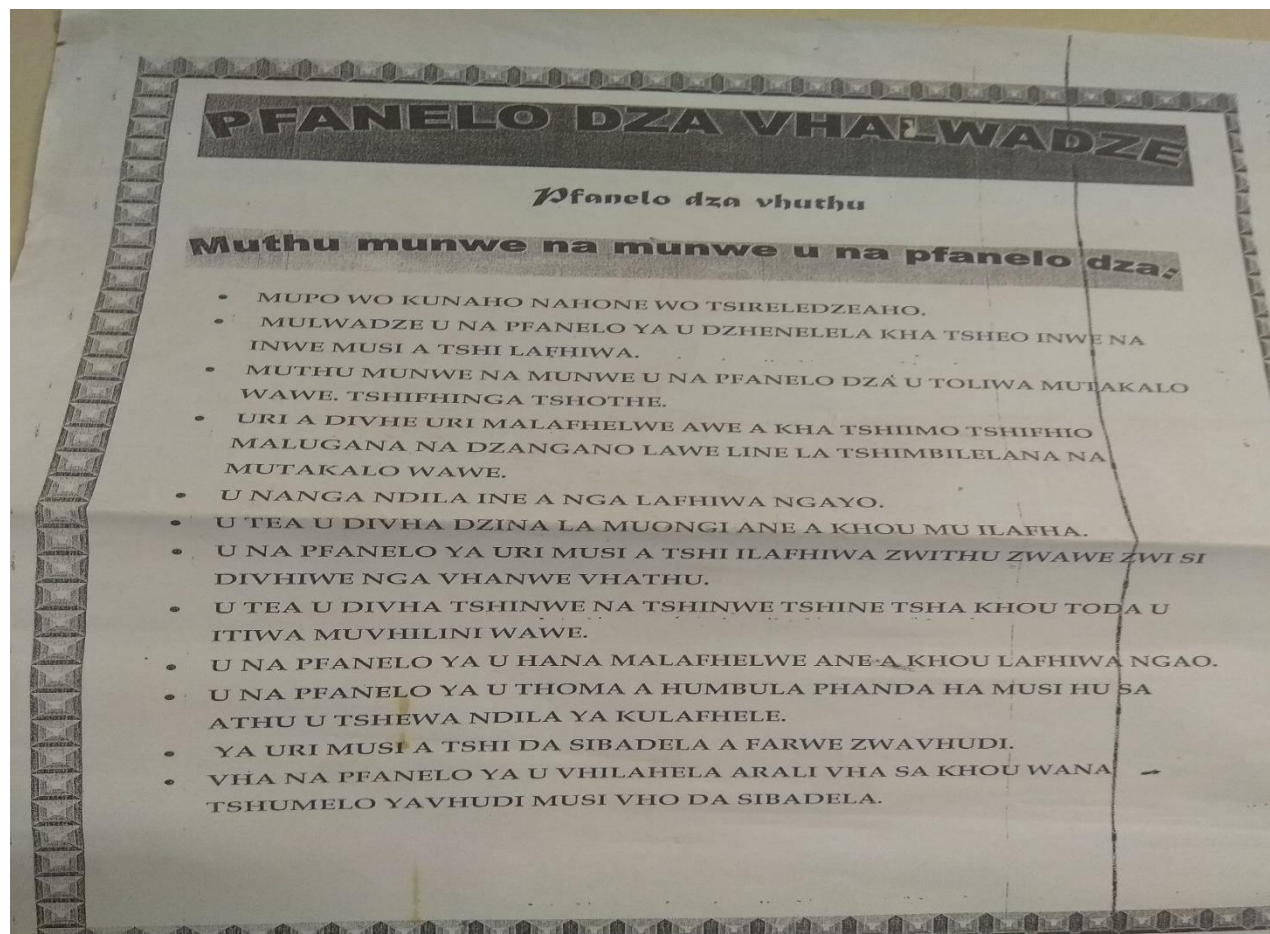 PFANELO DZA VHALWADZE
Pfanelo dza vhuthu
Muthu munwe na munwe u na pfanelo dza:
• MUPO WO KUNAHO NAHONE WO TSIRELEDZEAHO.
• MULWADZE U NA PFANELO YA U DZHENELELA KHA TSHEO INWE NA
INWE MUSI A TSHI LAFHIWA.
• MUTHU MUNWE NA MUNWE U NA PFANELO DZA U TOLIWA MUTAKALO
WAWE. TSHIFHINGA TSHOTHE.
• URI A DIVHE URI MALAFHELWE AWE A KHA TSHIIMO TSHIFHIO
MALUGANA NA DZANGANO LAWE LINE LA TSHIMBILELANA NA
MUTAKALO WAWE.
• U NANGA NDILA INE A NGA LAFHIWA NGAYO.
• U TEA U DIVHA DZINA LA MUONGI ANE A KHOU MU ILAFHA.
• U NA PFANELO YA URI MUSI A TSHI ILAFHIWA ZWITHU ZWAWE ZWI SI
DIVHIWE NGA VHANWE VHATHU.
• U TEA U DIVHA TSHINWE NA TSHINWE TSHINE TSHA KHOU TODA U
ITIWA MUVHILINI WAWE.
• U NA PFANELO YA U HANA MALAFHELWE ANE A KHOU LAFHIWA NGAO.
• U NA PFANELO YA U THOMA A HUMBULA PHANDA HA MUSI HU SA
ATHU U TSHEWA NDILA YA KULAFHELE.
• YA URI MUSI A TSHI DA SIBADELA A FARWE ZWAVHUDI.
• VHA NA PFANELO YA U VHILAHELA ARALI VHA SA KHOU WANA
TSHUMELO YAVHUDI MUSI VHO DA SIBADELA.